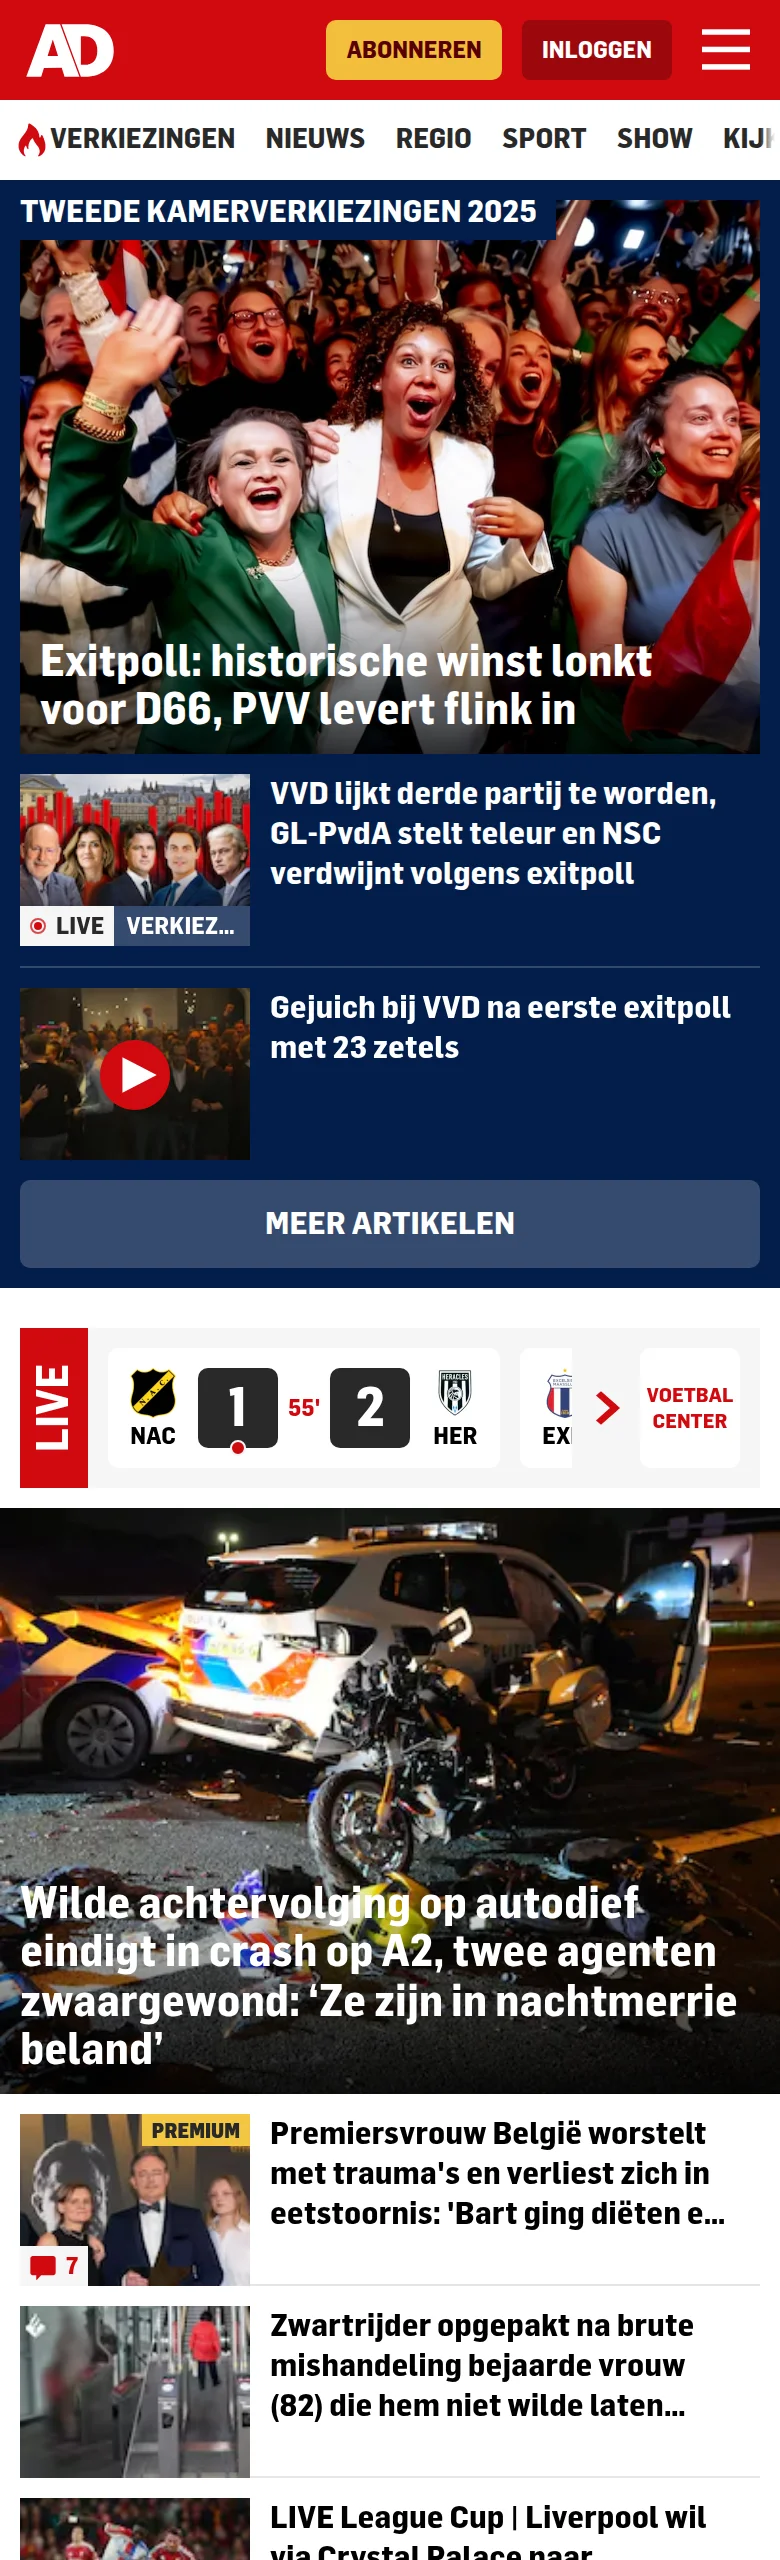 AD
ABONNEREN
INLOGGEN
VERKIEZINGEN NIEUWS REGIO SPORT SHOW KIJK
TWEEDE KAMERVERKIEZINGEN 2025
Exitpoll: historische winst lonkt
voor D66, PVV levert flink in
VVD lijkt derde partij te worden,
GL-PvdA stelt teleur en NSC
verdwijnt volgens exitpoll
LIVE VERKIEZ...
Gejuich bij VVD na eerste exitpoll
met 23 zetels
MEER ARTIKELEN
LIVE
1 55' 2
NAC HER EX
VOETBAL
CENTER
Wilde achtervolging op autodief
eindigt in crash op A2, twee agenten
zwaargewond: ‘Ze zijn in nachtmerrie
beland’
PREMIUM
7
Premiersvrouw België worstelt
met trauma's en verliest zich in
eetstoornis: 'Bart ging diëten e...
Zwartrijder opgepakt na brute
mishandeling bejaarde vrouw
(82) die hem niet wilde laten...
LIVE League Cup | Liverpool wil
via Crystal Palace naar